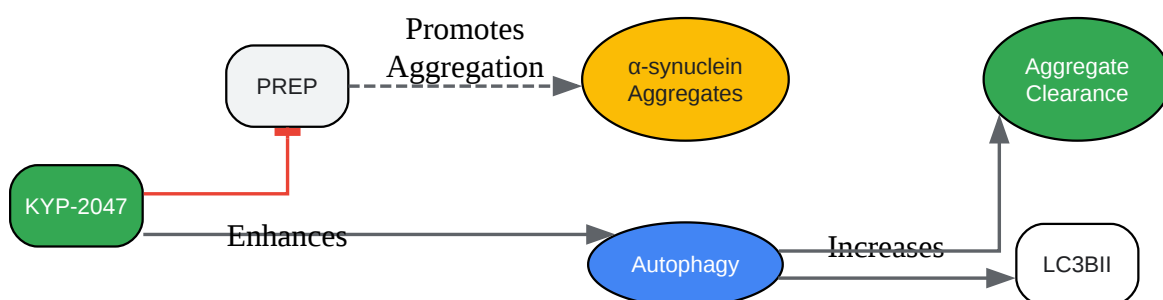 Promotes
Aggregation
PREP
α-synuclein
Aggregates
Aggregate
Clearance
KYP-2047
Enhances
Autophagy
Increases
LC3BII